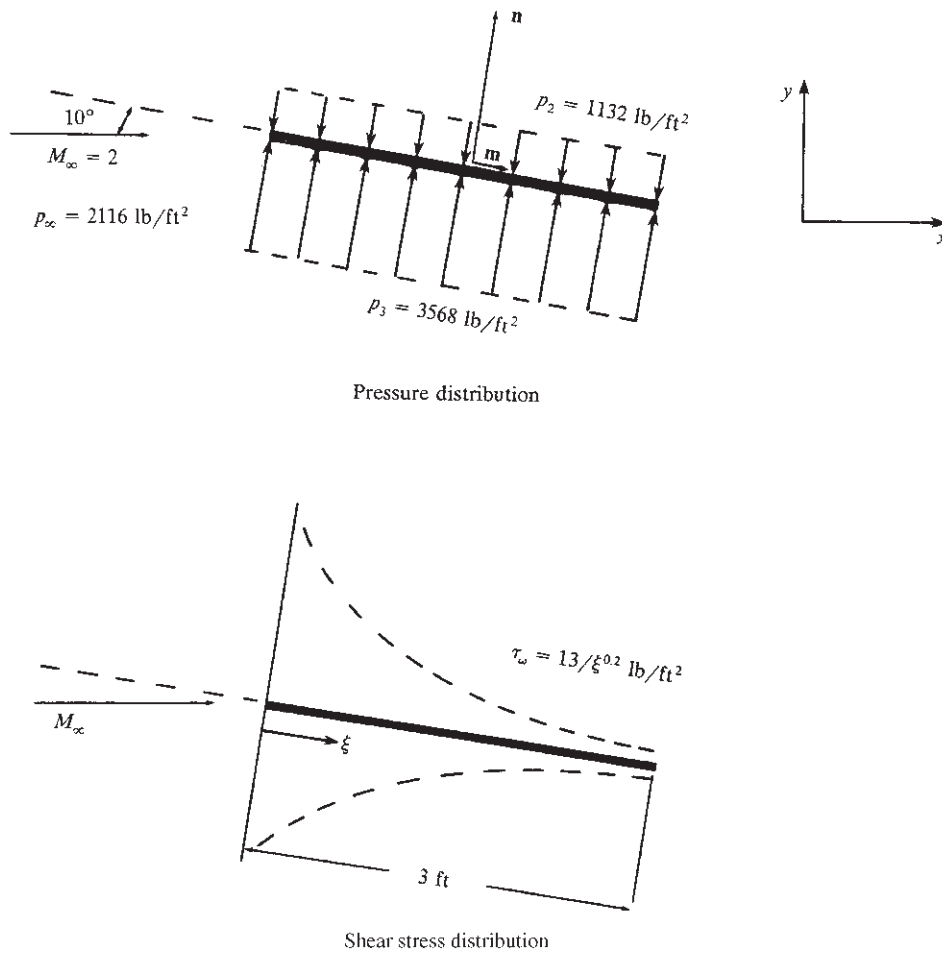 n
p₂ = 1132 lb/ft²
y
10°
m
M∞ = 2
p∞ = 2116 lb/ft²
x
p₃ = 3568 lb/ft²
Pressure distribution
τω = 13/ξ^0.2 lb/ft²
M∞
ξ
3 ft
Shear stress distribution